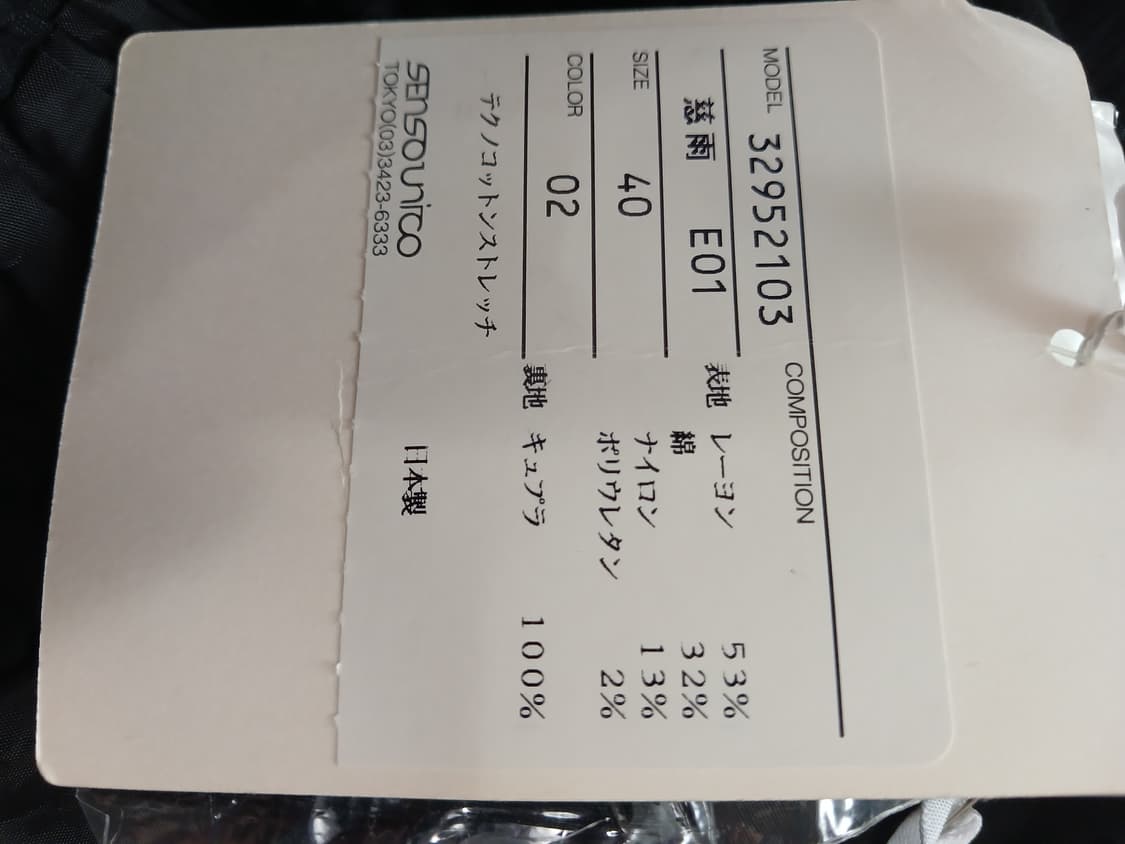 MODEL 32952103
慈雨 E01
SIZE 40
COLOR 02
テクノコットンストレッチ
sensounico
TOKYO(03)3423-6333
COMPOSITION
表地 レーヨン 53%
綿 32%
ナイロン 13%
ポリウレタン 2%
裏地 キュプラ 100%
日本製